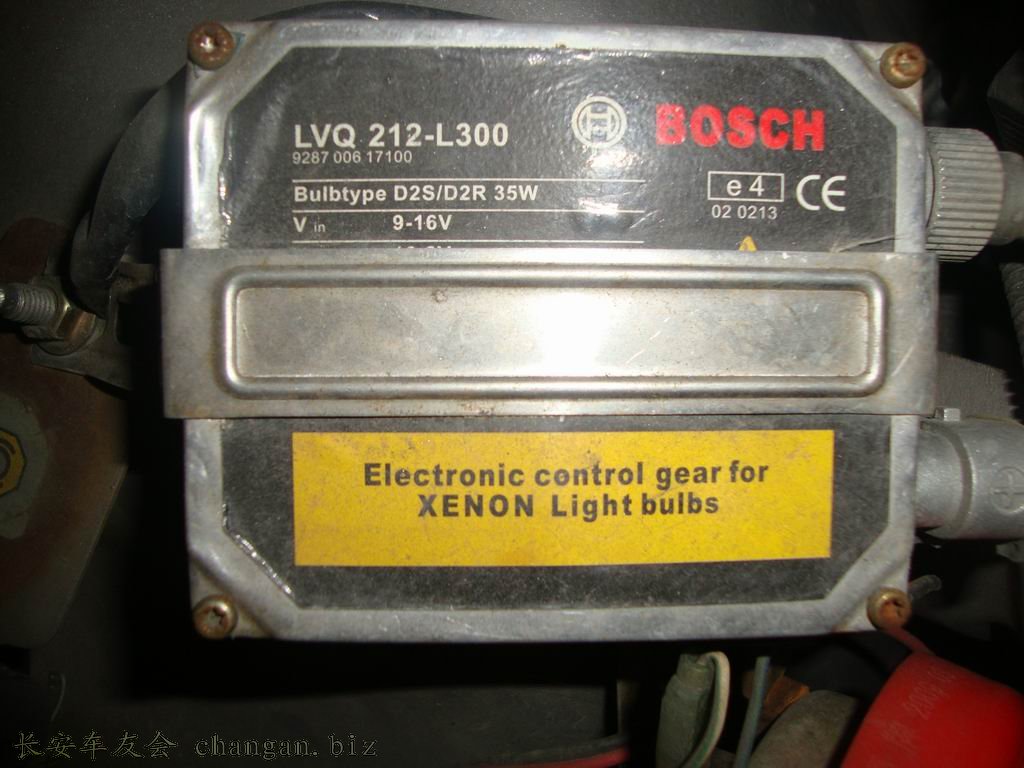 LVQ 212-L300
BOSCH
9287 006 17100
Bulbtype D2S/D2R 35W
e 4
CE
V in 9-16V
02 0213
Electronic control gear for
XENON Light bulbs
长安车友会 changan.biz